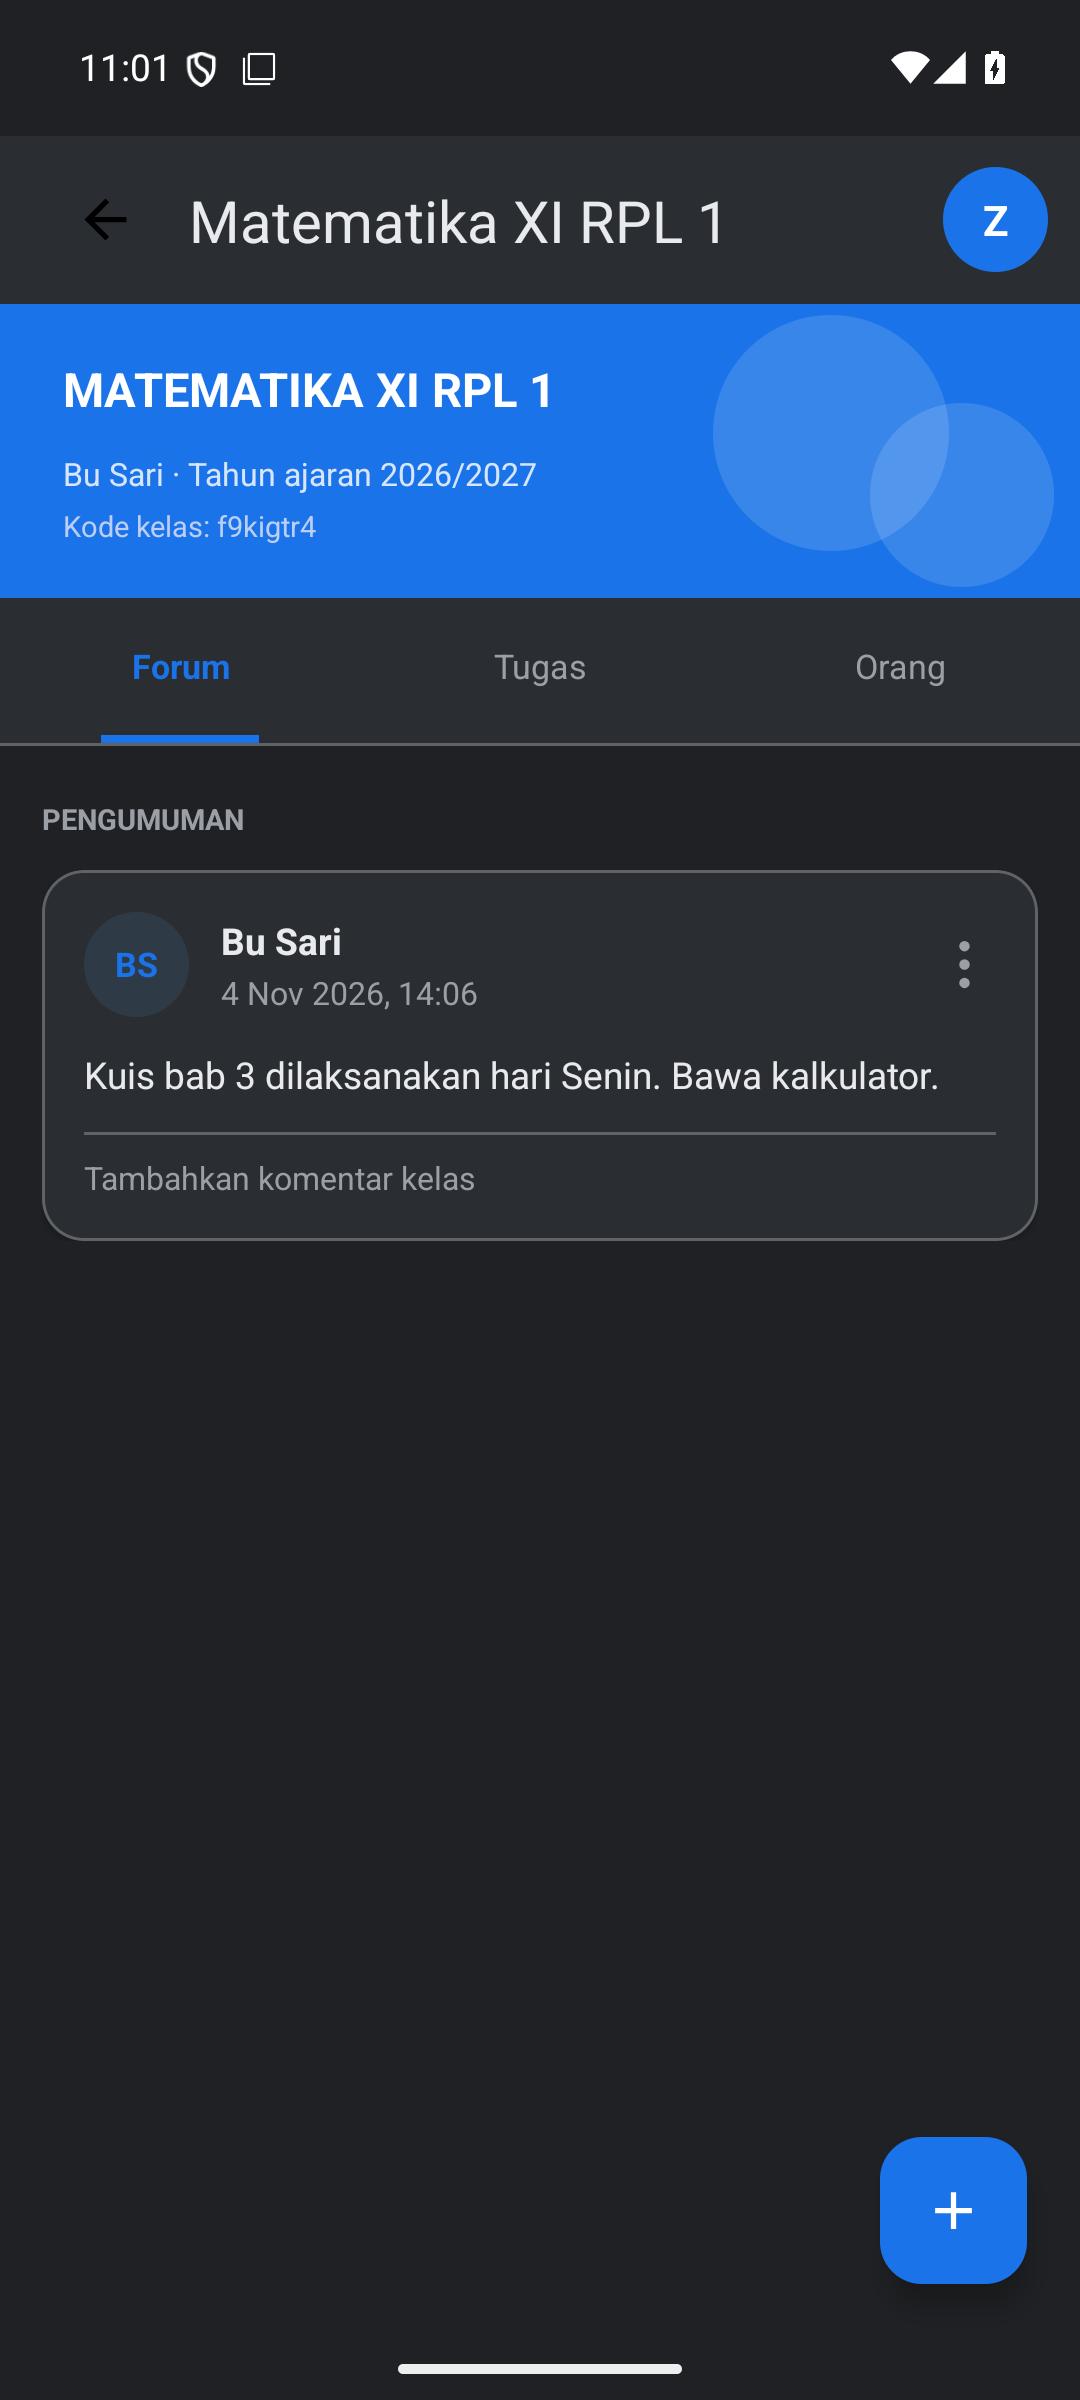 11:01
Matematika XI RPL 1
Z
MATEMATIKA XI RPL 1
Bu Sari · Tahun ajaran 2026/2027
Kode kelas: f9kigtr4
Forum
Tugas
Orang
PENGUMUMAN
BS
Bu Sari
4 Nov 2026, 14:06
Kuis bab 3 dilaksanakan hari Senin. Bawa kalkulator.
Tambahkan komentar kelas